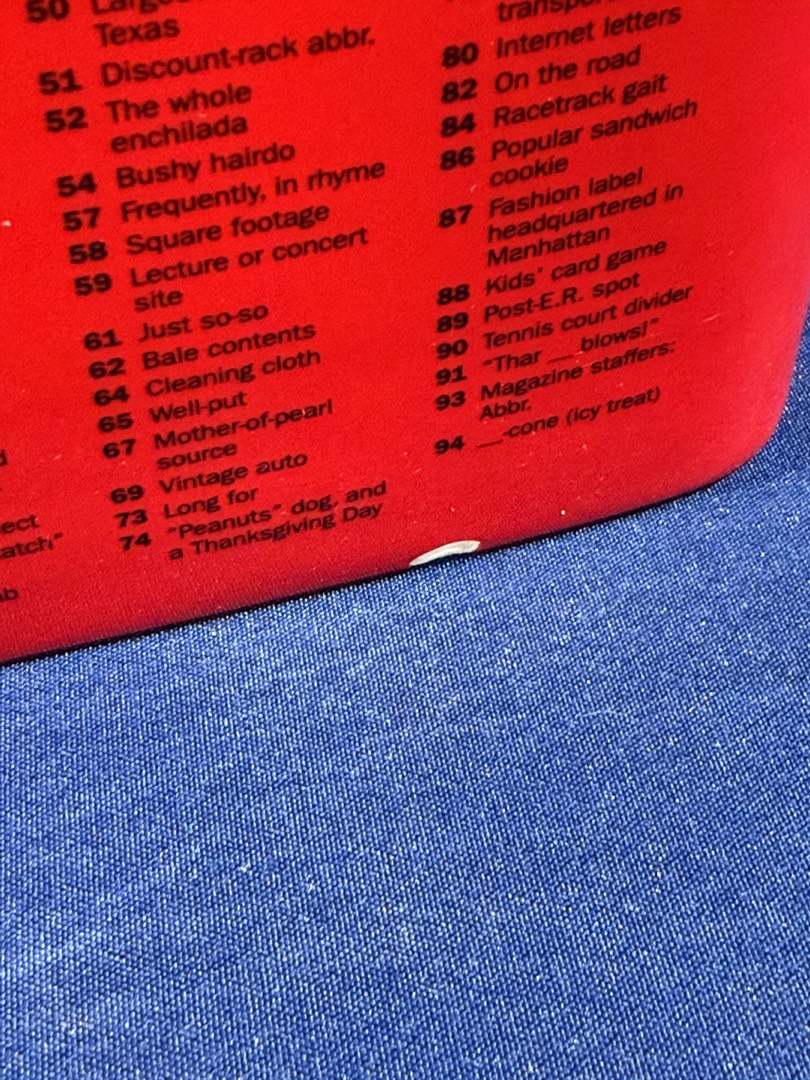 ect
atch"
50
Texas
51 Discount-rack abbr.
52 The whole
enchilada
54 Bushy hairdo
57 Frequently, in rhyme
58 Square footage
59 Lecture or concert
site
61 Just so-so
62 Bale contents
64 Cleaning cloth
65 Well-put
67 Mother-of-pearl
source
69 Vintage auto
73 Long for
74 "Peanuts" dog, and
a Thanksgiving Day
80 Internet letters
82 On the road
84 Racetrack gait
86 Popular sandwich
cookie
87 Fashion label
headquartered in
Manhattan
88 Kids' card game
89 Post-E.R. spot
90 Tennis court divider
91 "Thar __ blows!"
93 Magazine staffers:
Abbr.
94 __-cone (icy treat)